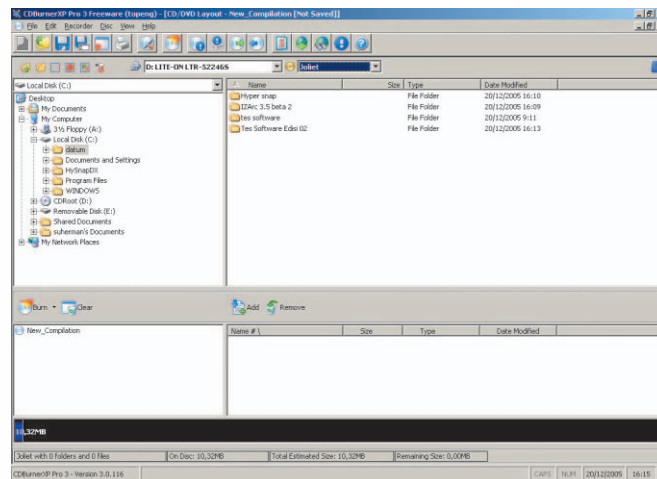 CDBurnerXP Pro 3 Freeware (topeng) - [CD/DVD Layout - New_Compilation [Not Saved]]
File Edit Recorder Disc View Help
D: LITE-ON LTR-52246S Joliet
Local Disk (C:)
Name Size Type Date Modified
Hyper snap File Folder 20/12/2005 16:10
IZArc 3.5 beta 2 File Folder 20/12/2005 16:09
tes software File Folder 20/12/2005 9:11
Tes Software Edisi 02 File Folder 20/12/2005 16:13
Desktop
My Documents
My Computer
3½ Floppy (A:)
Local Disk (C:)
datum
Documents and Settings
HySnapDX
Program Files
WINDOWS
CDRoot (D:)
Removable Disk (E:)
Shared Documents
suherman's Documents
My Network Places
Burn Clear Add Remove
New_Compilation
Name # \ Size Type Date Modified
10,32MB
Joliet with 0 folders and 0 files On Disc: 10,32MB Total Estimated Size: 10,32MB Remaining Size: 0,00MB
CDBurnerXP Pro 3 - Version 3.0.116 CAPS NUM 20/12/2005 16:15